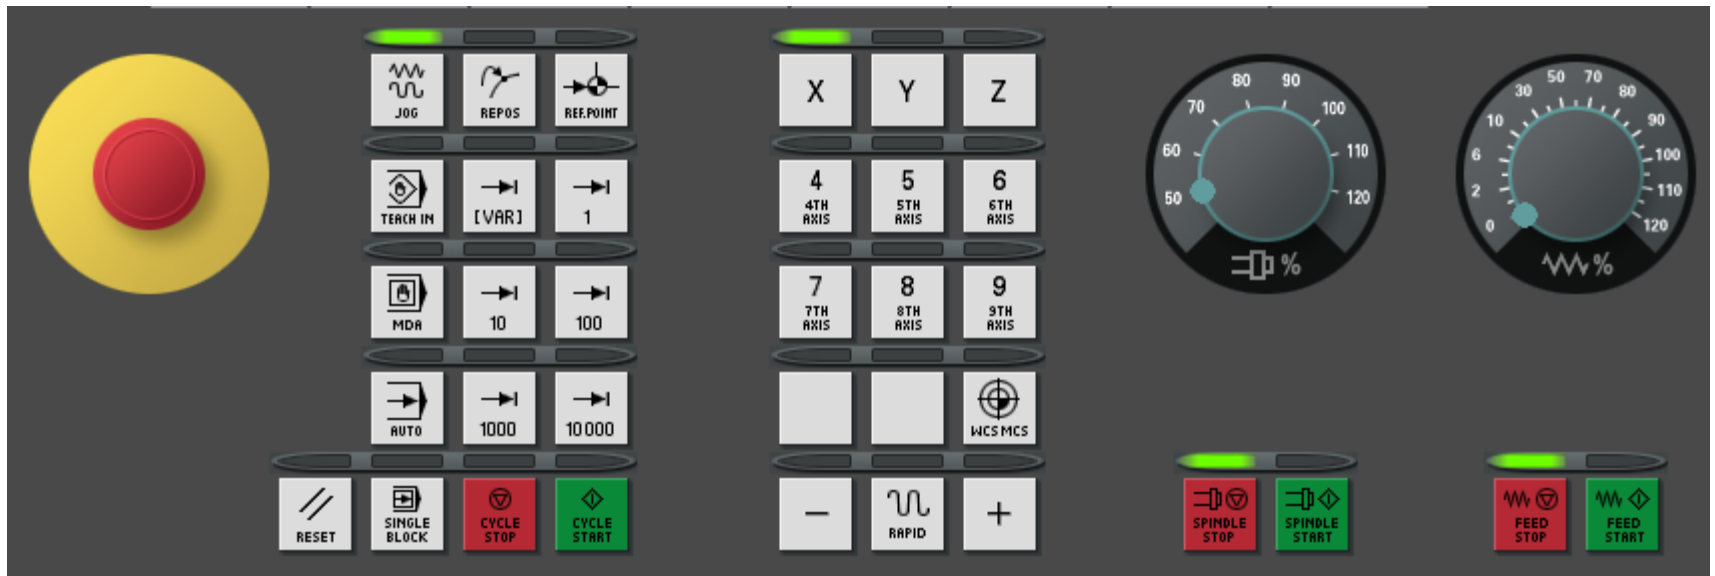 JOG
REPOS
REF.POINT
TEACH IN
[VAR]
1
MDA
10
100
AUTO
1000
10000
RESET
SINGLE
BLOCK
CYCLE
STOP
CYCLE
START
X
Y
Z
4
4TH
AXIS
5
5TH
AXIS
6
6TH
AXIS
7
7TH
AXIS
8
8TH
AXIS
9
9TH
AXIS
WCS MCS
−
RAPID
+
50
60
70
80
90
100
110
120
%
0
2
6
10
30
50
70
80
90
100
110
120
%
SPINDLE
STOP
SPINDLE
START
FEED
STOP
FEED
START